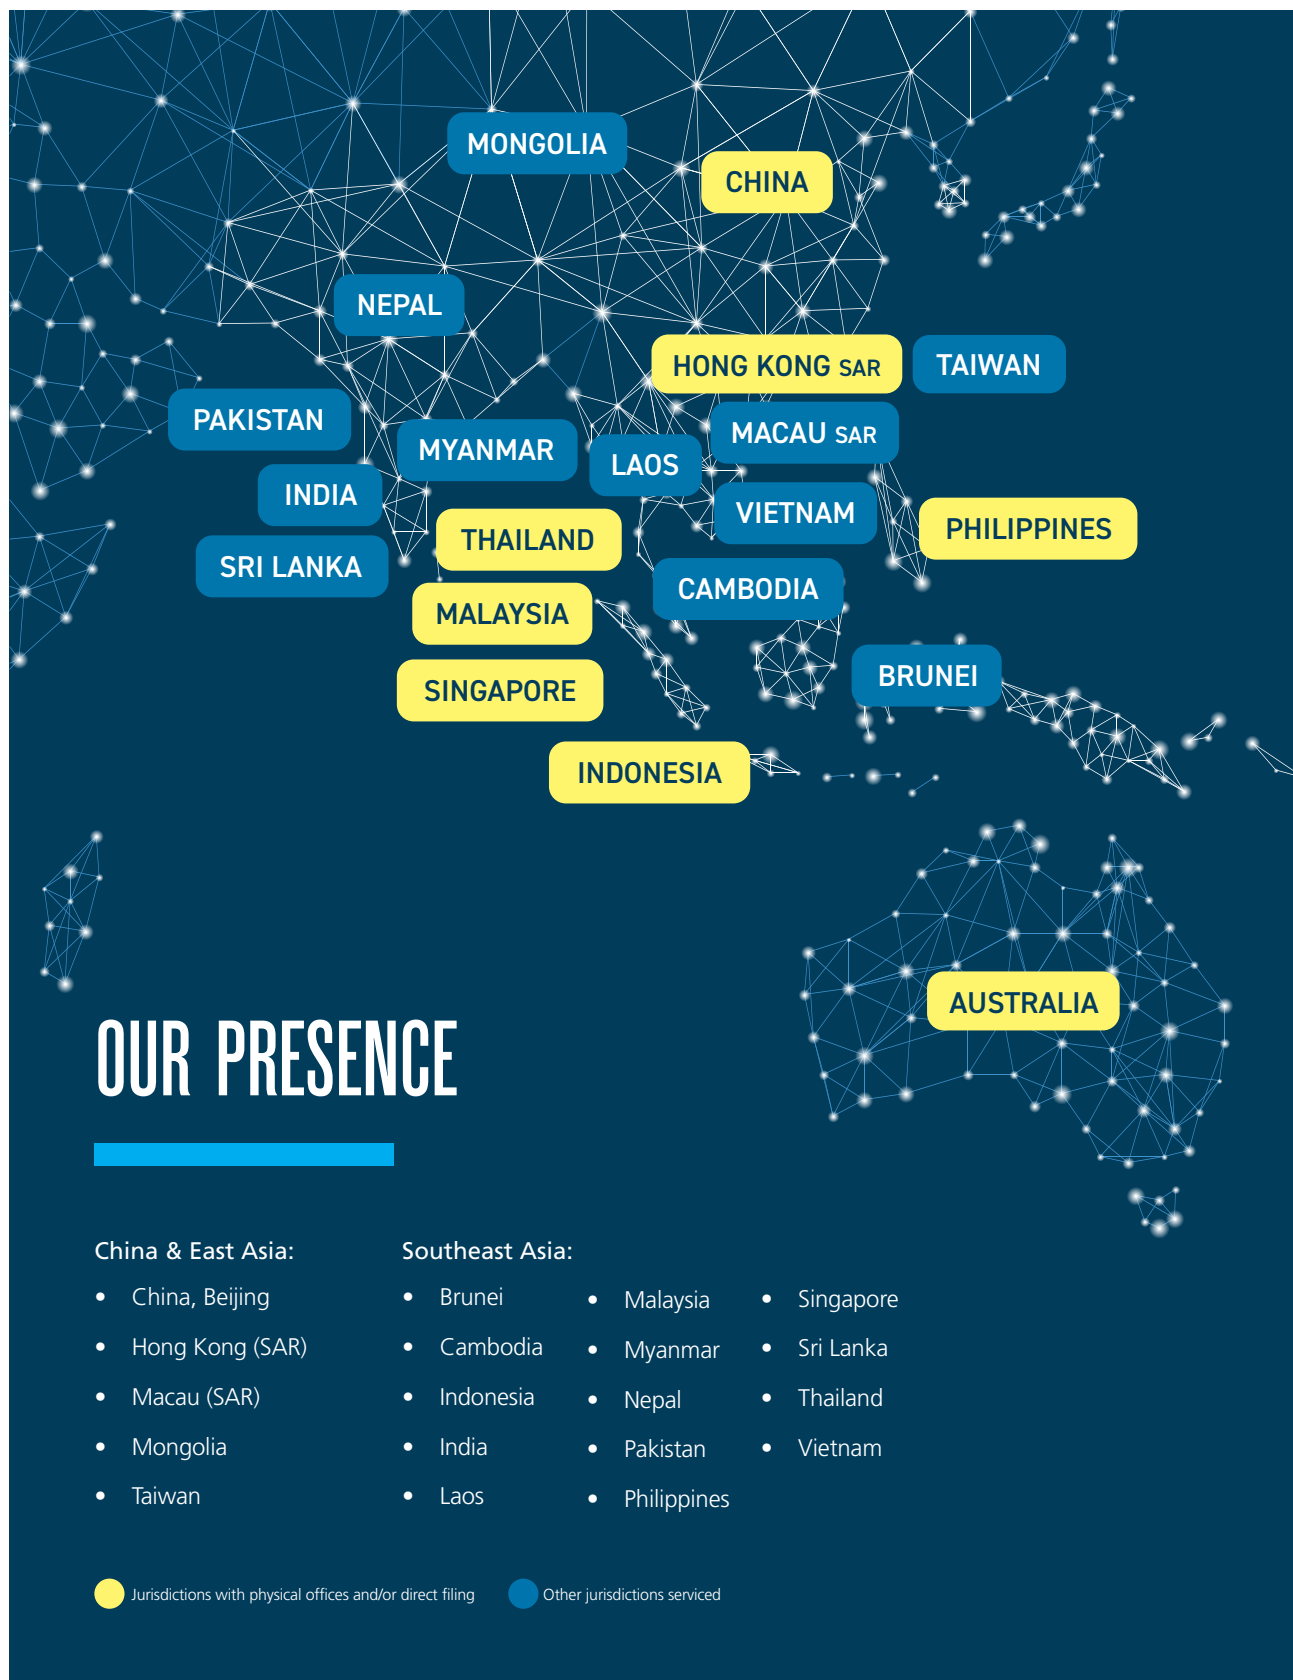 MONGOLIA
CHINA
NEPAL
HONG KONG SAR
TAIWAN
PAKISTAN
MACAU SAR
MYANMAR
LAOS
INDIA
VIETNAM
THAILAND
PHILIPPINES
SRI LANKA
CAMBODIA
MALAYSIA
BRUNEI
SINGAPORE
INDONESIA
AUSTRALIA
OUR PRESENCE
China & East Asia:
• China, Beijing
• Hong Kong (SAR)
• Macau (SAR)
• Mongolia
• Taiwan
Southeast Asia:
• Brunei
• Cambodia
• Indonesia
• India
• Laos
• Malaysia
• Myanmar
• Nepal
• Pakistan
• Philippines
• Singapore
• Sri Lanka
• Thailand
• Vietnam
Jurisdictions with physical offices and/or direct filing
Other jurisdictions serviced